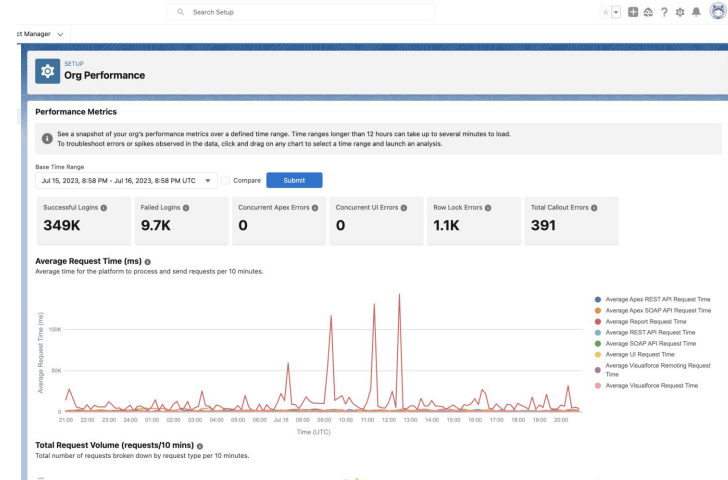 Search Setup
ct Manager
SETUP
Org Performance
Performance Metrics
See a snapshot of your org's performance metrics over a defined time range. Time ranges longer than 12 hours can take up to several minutes to load.
To troubleshoot errors or spikes observed in the data, click and drag on any chart to select a time range and launch an analysis.
Base Time Range
Jul 15, 2023, 8:58 PM - Jul 16, 2023, 8:58 PM UTC
Compare
Submit
Successful Logins
349K
Failed Logins
9.7K
Concurrent Apex Errors
0
Concurrent UI Errors
0
Row Lock Errors
1.1K
Total Callout Errors
391
Average Request Time (ms)
Average time for the platform to process and send requests per 10 minutes.
Average Request Time (ms)
100K
50K
0
21:00 22:00 23:00 24:00 01:00 02:00 03:00 04:00 05:00 06:00 Jul 16 08:00 09:00 10:00 11:00 12:00 13:00 14:00 15:00 16:00 17:00 18:00 19:00 20:00
Time (UTC)
Average Apex REST API Request Time
Average Apex SOAP API Request Time
Average Report Request Time
Average REST API Request Time
Average SOAP API Request Time
Average UI Request Time
Average Visualforce Remoting Request
Time
Average Visualforce Request Time
Total Request Volume (requests/10 mins)
Total number of requests broken down by request type per 10 minutes.